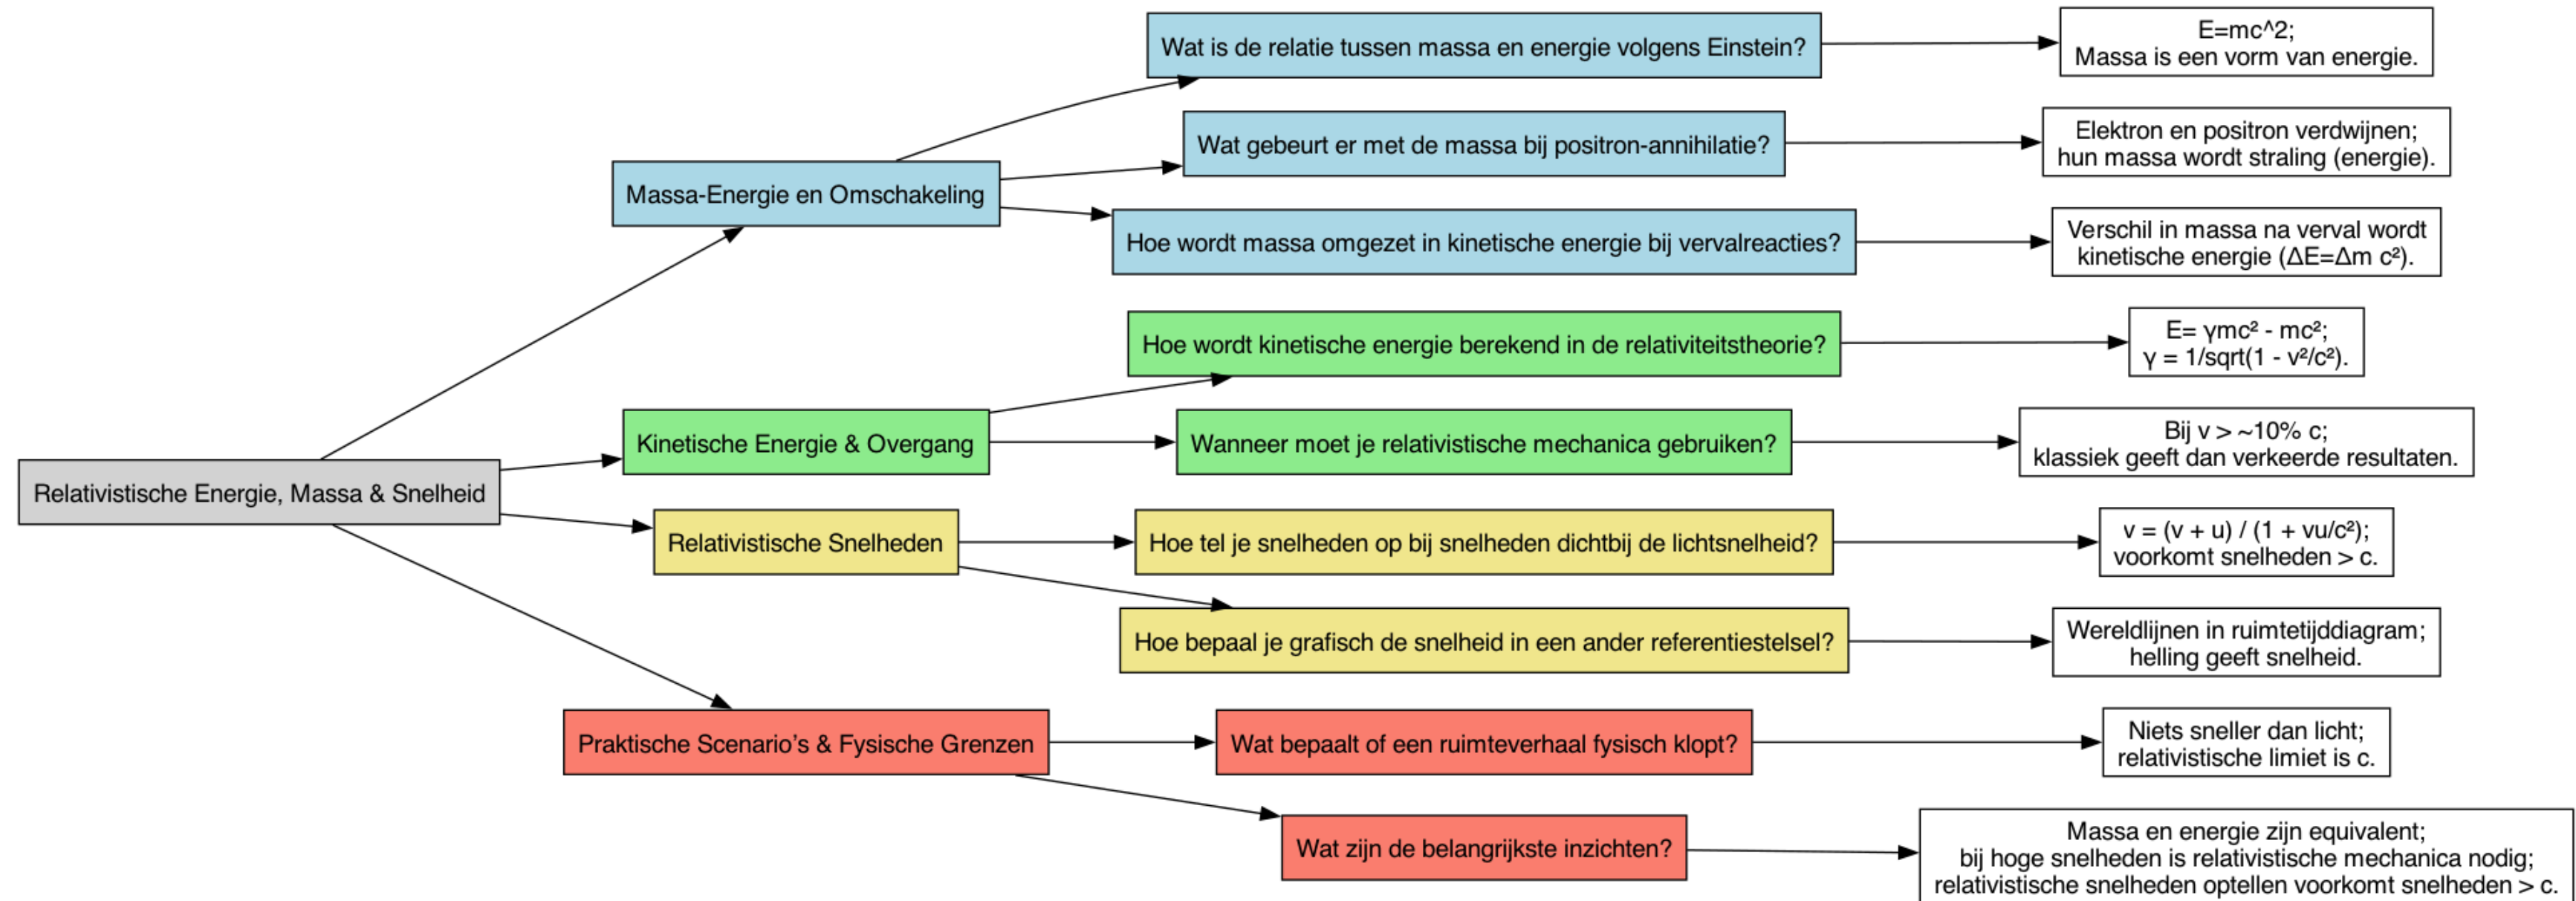 Relativistische Energie, Massa & Snelheid
Massa-Energie en Omschakeling
Wat is de relatie tussen massa en energie volgens Einstein?
E=mc^2;
Massa is een vorm van energie.
Wat gebeurt er met de massa bij positron-annihilatie?
Elektron en positron verdwijnen;
hun massa wordt straling (energie).
Hoe wordt massa omgezet in kinetische energie bij vervalreacties?
Verschil in massa na verval wordt
kinetische energie (ΔE=Δm c²).
Kinetische Energie & Overgang
Hoe wordt kinetische energie berekend in de relativiteitstheorie?
E= γmc² - mc²;
γ = 1/sqrt(1 - v²/c²).
Wanneer moet je relativistische mechanica gebruiken?
Bij v > ~10% c;
klassiek geeft dan verkeerde resultaten.
Relativistische Snelheden
Hoe tel je snelheden op bij snelheden dichtbij de lichtsnelheid?
v = (v + u) / (1 + vu/c²);
voorkomt snelheden > c.
Hoe bepaal je grafisch de snelheid in een ander referentiestelsel?
Wereldlijnen in ruimtetijddiagram;
helling geeft snelheid.
Praktische Scenario’s & Fysische Grenzen
Wat bepaalt of een ruimteverhaal fysisch klopt?
Niets sneller dan licht;
relativistische limiet is c.
Wat zijn de belangrijkste inzichten?
Massa en energie zijn equivalent;
bij hoge snelheden is relativistische mechanica nodig;
relativistische snelheden optellen voorkomt snelheden > c.